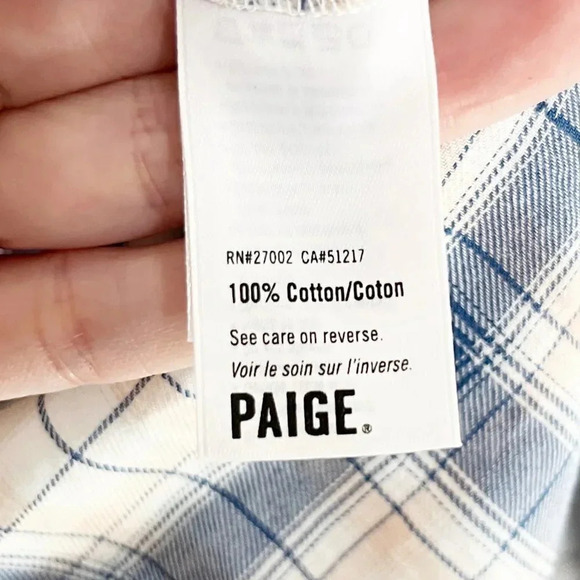 RN#27002 CA#51217
100% Cotton/Coton
See care on reverse.
Voir le soin sur l'inverse.
PAIGE®